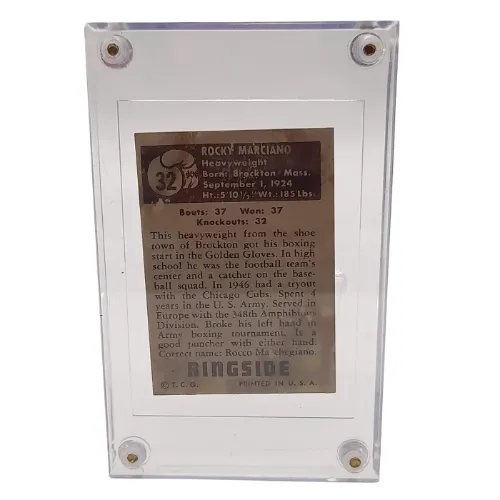 32
ROCKY MARCIANO
Heavyweight
Born: Brockton Mass.
September 1, 1924
Ht.: 5'10½" Wt.: 185 Lbs.
Bouts: 37 Won: 37
Knockouts: 32
This heavyweight from the shoe
town of Brockton got his boxing
start in the Golden Gloves. In high
school he was the football team's
center and a catcher on the base-
ball squad. In 1946 had a tryout
with the Chicago Cubs. Spent 4
years in the U. S. Army. Served in
Europe with the 348th Amphibious
Division. Broke his left hand in
Army boxing tournament. Is a
good puncher with either hand.
Correct name: Rocco Marchegiano.
RINGSIDE
© T. C. G. PRINTED IN U. S. A.